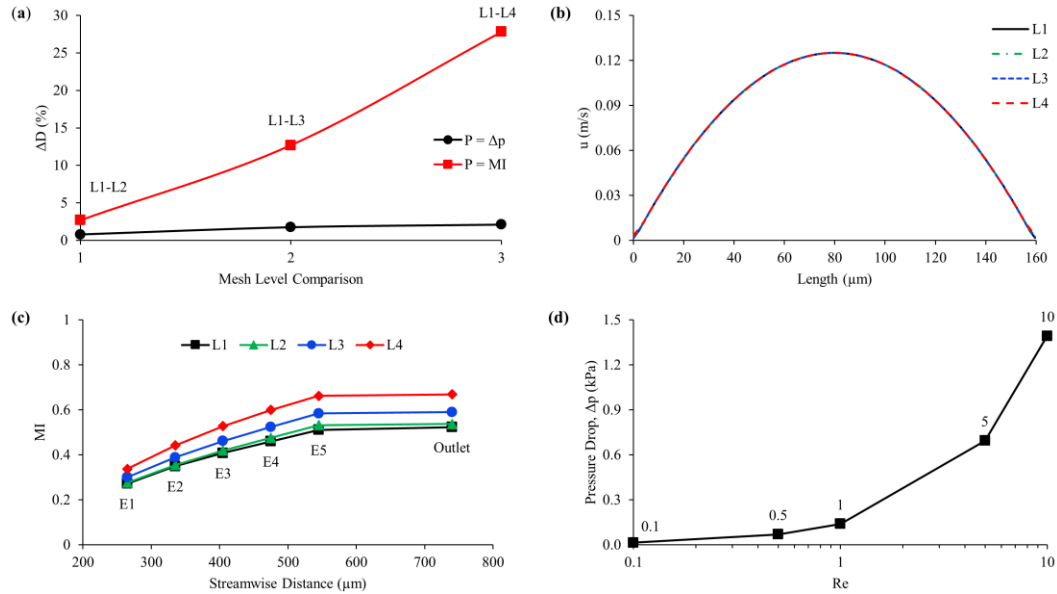 (a)
30
25
20
15
10
5
0
ΔD (%)
L1-L2
L1-L3
L1-L4
P = Δp
P = MI
1
2
3
Mesh Level Comparison
(b)
0.15
0.12
0.09
0.06
0.03
0
u (m/s)
L1
L2
L3
L4
0
20
40
60
80
100
120
140
160
Length (µm)
(c)
1
0.8
0.6
0.4
0.2
0
MI
L1
L2
L3
L4
E1
E2
E3
E4
E5
Outlet
200
300
400
500
600
700
800
Streamwise Distance (µm)
(d)
1.5
1.2
0.9
0.6
0.3
0.0
Pressure Drop, Δp (kPa)
0.1
0.5
1
5
10
0.1
1
10
Re